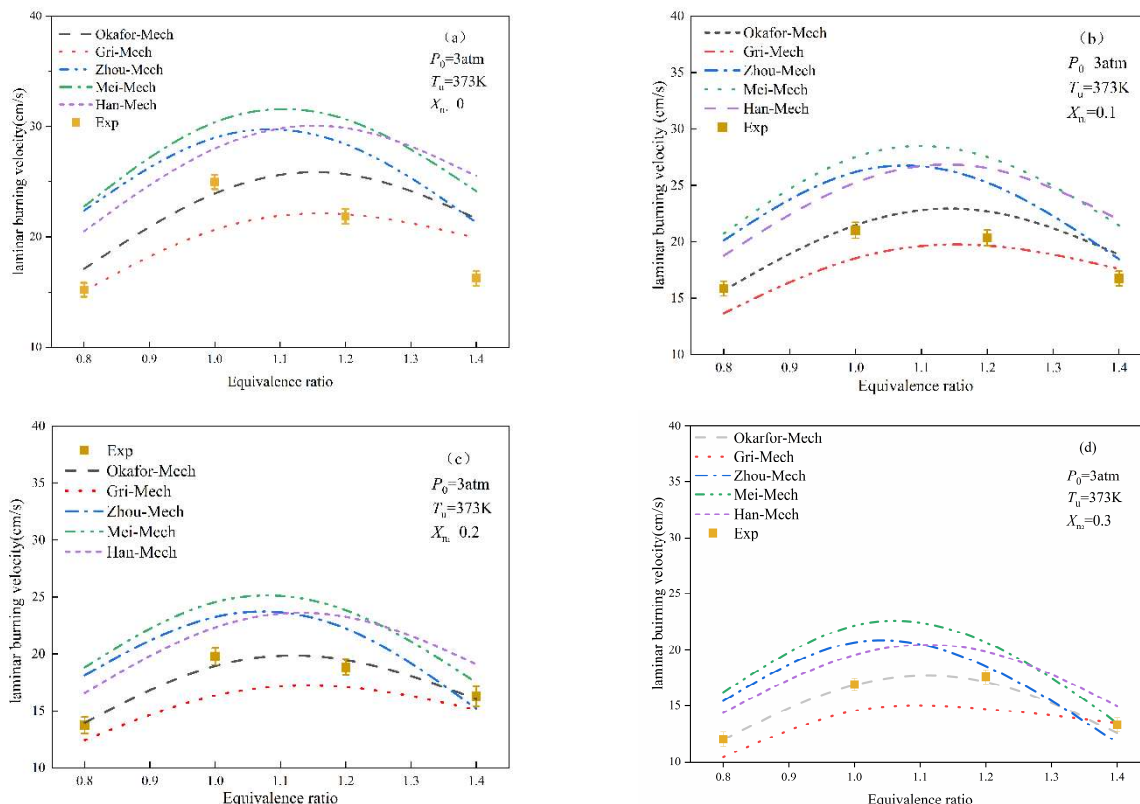 40
30
20
10
laminar burning velocity(cm/s)
Okafor-Mech
Gri-Mech
Zhou-Mech
Mei-Mech
Han-Mech
Exp
(a)
P0=3atm
Tu=373K
0
0.8 0.9 1.0 1.1 1.2 1.3 1.4
Equivalence ratio
40
35
30
25
20
15
10
laminar burning velocity (cm/s)
Okafor-Mech
Gri-Mech
Zhou-Mech
Mei-Mech
Han-Mech
Exp
(b)
P0 3atm
Tu=373K
=0.1
0.8 0.9 1.0 1.1 1.2 1.3 1.4
Equivalence ratio
40
35
30
25
20
15
10
laminar burning velocity(cm/s)
Exp
Okafor-Mech
Gri-Mech
Zhou-Mech
Mei-Mech
Han-Mech
(c)
P0=3atm
Tu=373K
0.2
0.8 0.9 1.0 1.1 1.2 1.3 1.4
Equivalence ratio
40
35
30
25
20
15
10
laminar burning velocity(cm/s)
Okarfor-Mech
Gri-Mech
Zhou-Mech
Mei-Mech
Han-Mech
Exp
(d)
P0=3atm
Tu=373K
=0.3
0.8 0.9 1.0 1.1 1.2 1.3 1.4
Equivalence ratio